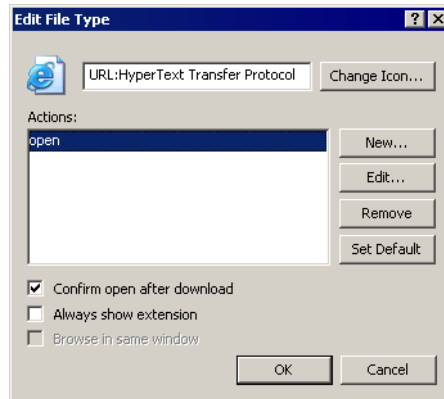 Edit File Type
URL:HyperText Transfer Protocol
Change Icon...
Actions:
open
New...
Edit...
Remove
Set Default
Confirm open after download
Always show extension
Browse in same window
OK
Cancel